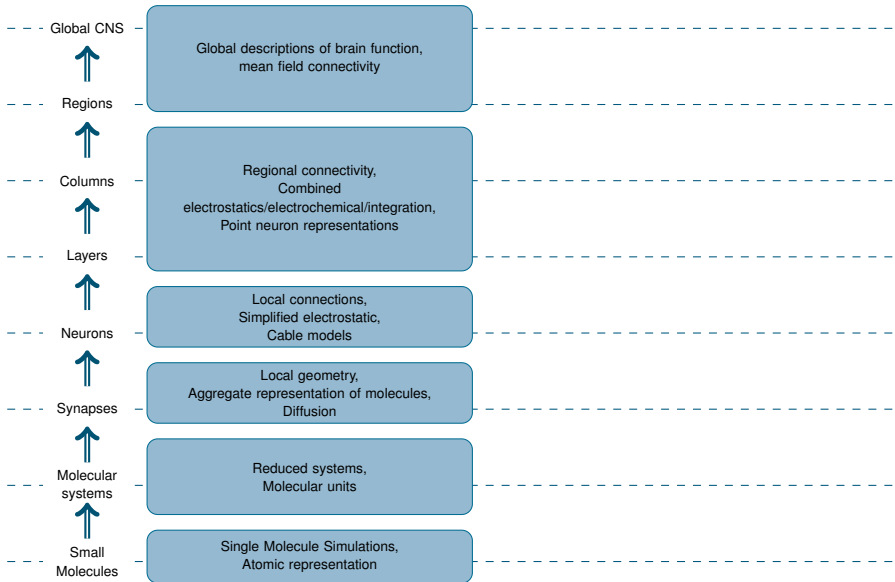 Global CNS
Global descriptions of brain function,
mean field connectivity
Regions
Regional connectivity,
Combined
electrostatics/electrochemical/integration,
Point neuron representations
Columns
Layers
Local connections,
Simplified electrostatic,
Cable models
Neurons
Local geometry,
Aggregate representation of molecules,
Diffusion
Synapses
Reduced systems,
Molecular units
Molecular
systems
Single Molecule Simulations,
Atomic representation
Small
Molecules